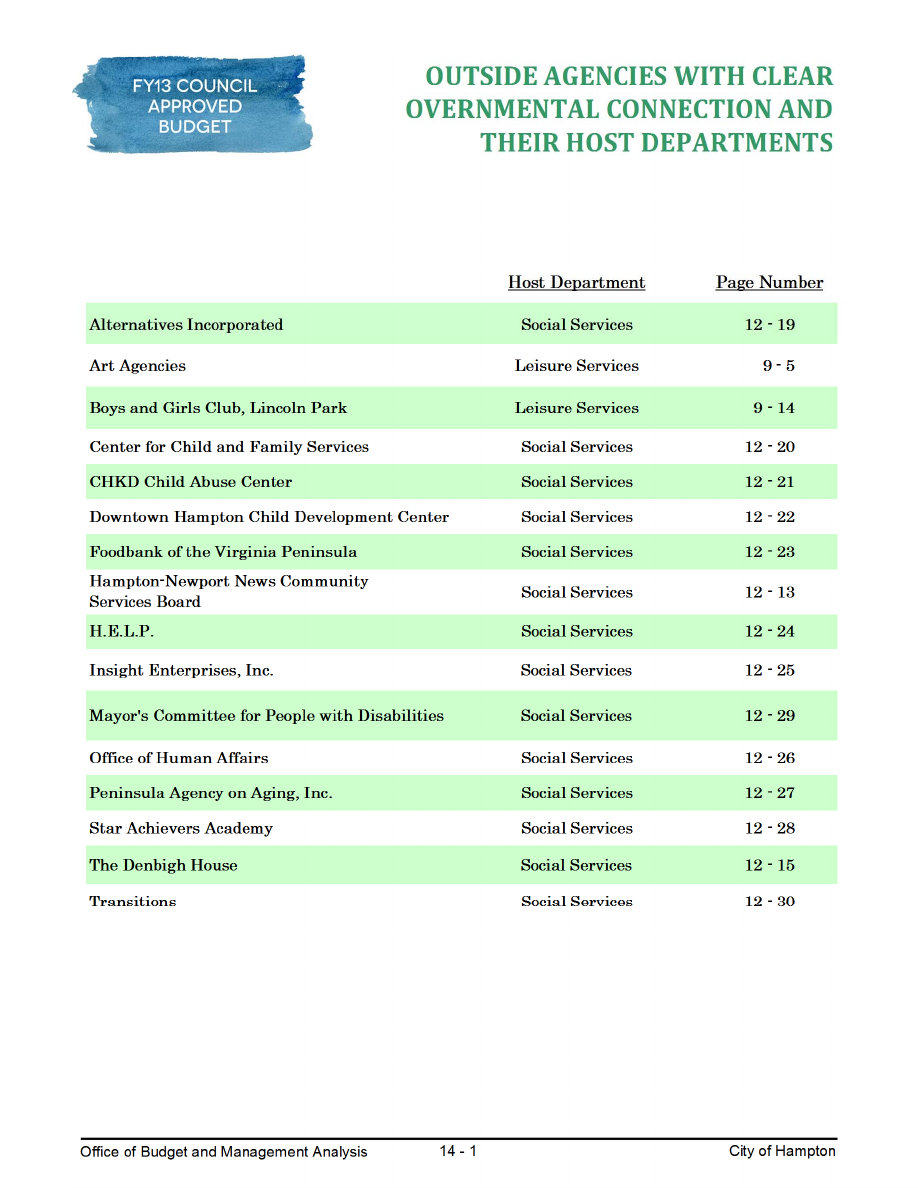 FY13 COUNCIL
APPROVED
BUDGET
OUTSIDE AGENCIES WITH CLEAR
OVERNMENTAL CONNECTION AND
THEIR HOST DEPARTMENTS
Host Department Page Number
Alternatives Incorporated Social Services 12 - 19
Art Agencies Leisure Services 9 - 5
Boys and Girls Club, Lincoln Park Leisure Services 9 - 14
Center for Child and Family Services Social Services 12 - 20
CHKD Child Abuse Center Social Services 12 - 21
Downtown Hampton Child Development Center Social Services 12 - 22
Foodbank of the Virginia Peninsula Social Services 12 - 23
Hampton-Newport News Community
Services Board Social Services 12 - 13
H.E.L.P. Social Services 12 - 24
Insight Enterprises, Inc. Social Services 12 - 25
Mayor's Committee for People with Disabilities Social Services 12 - 29
Office of Human Affairs Social Services 12 - 26
Peninsula Agency on Aging, Inc. Social Services 12 - 27
Star Achievers Academy Social Services 12 - 28
The Denbigh House Social Services 12 - 15
Transitions Social Services 12 - 30
Office of Budget and Management Analysis 14 - 1 City of Hampton